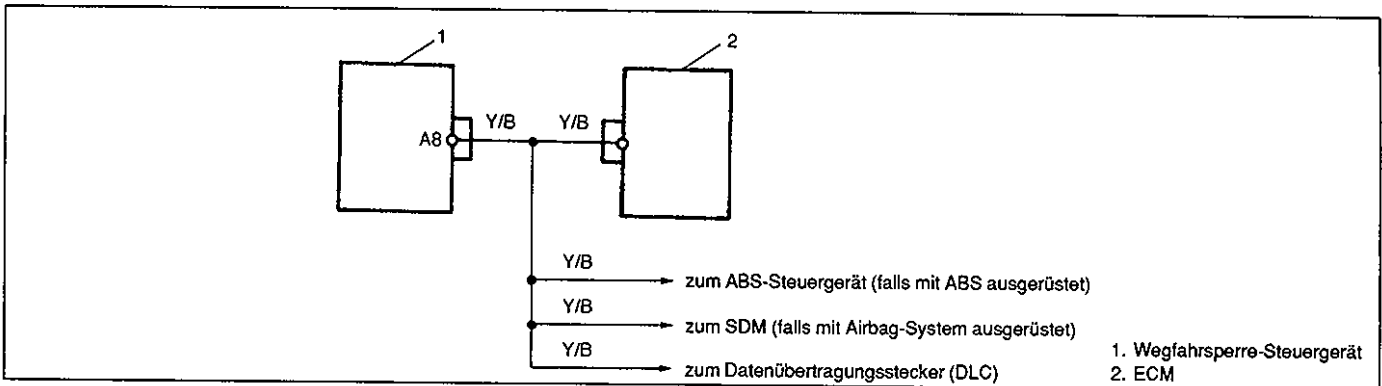 1
2
A8
Y/B
Y/B
Y/B
zum ABS-Steuergerät (falls mit ABS ausgerüstet)
Y/B
zum SDM (falls mit Airbag-System ausgerüstet)
Y/B
zum Datenübertragungsstecker (DLC)
1. Wegfahrsperre-Steuergerät
2. ECM